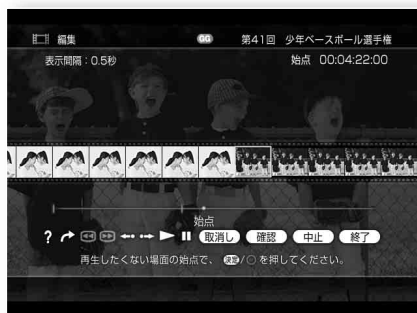 編集 GG 第41回 少年ベースボール選手権
表示間隔：0.5秒 始点 00:04:22:00
始点
? 取消し 確認 中止 終了
再生したくない場面の始点で、 決定/○ を押してください。